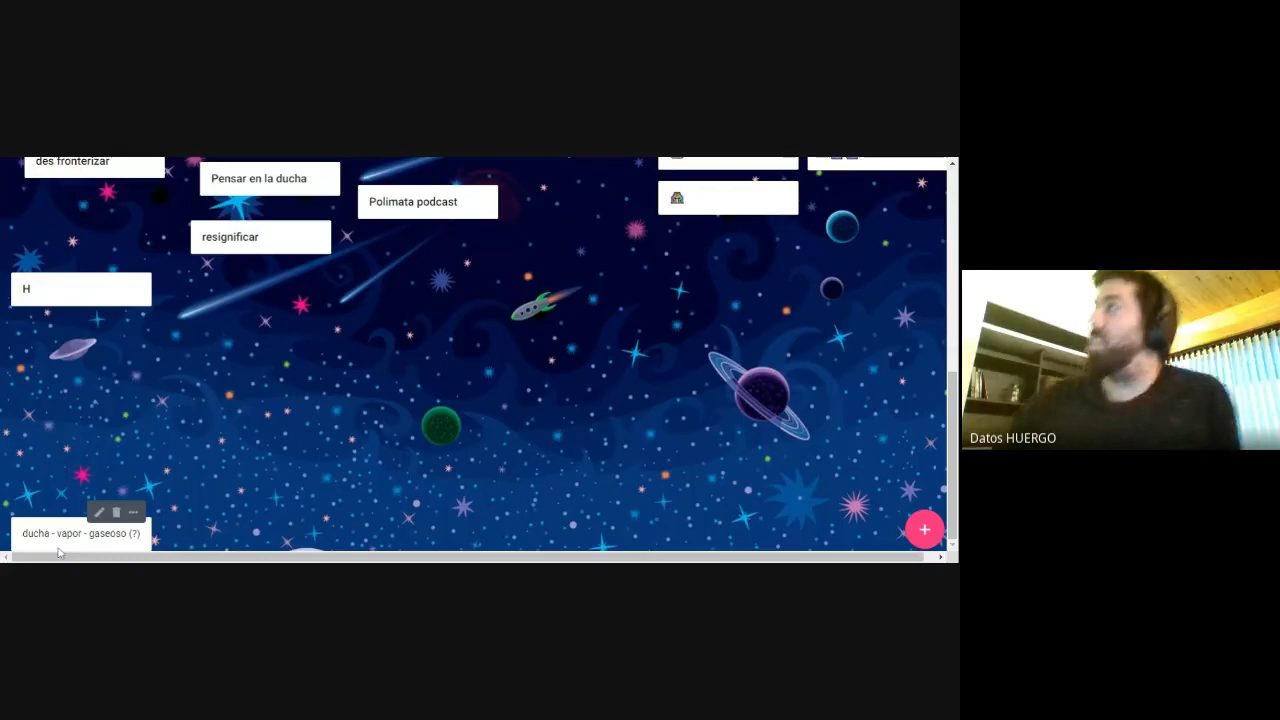 des fronterizar
Pensar en la ducha
Polimata podcast
resignificar
H
ducha - vapor - gaseoso (?)
Datos HUERGO